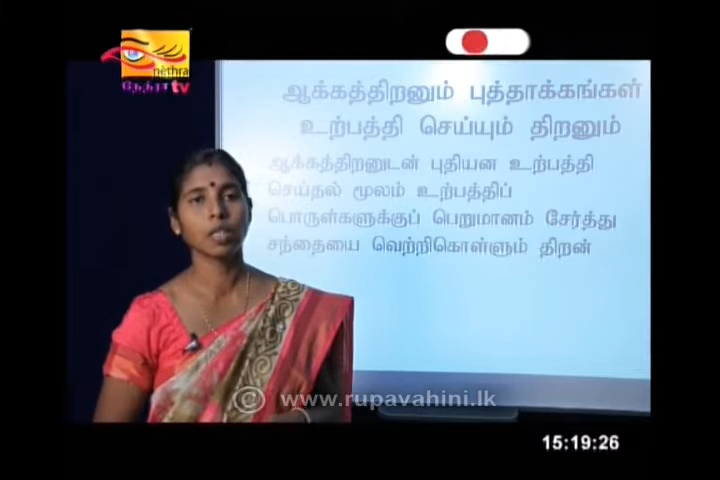 nēthra
நேத்ரா tv
ஆக்கத்திறனும் புத்தாக்கங்கள்
உற்பத்தி செய்யும் திறனும்
ஆக்கத்திறனுடன் புதியன உற்பத்தி
செய்தல் மூலம் உற்பத்திப்
பொருள்களுக்குப் பெறுமானம் சேர்த்து
சந்தையை வெற்றிகொள்ளும் திறன்
© www.rupavahini.lk
15:19:26